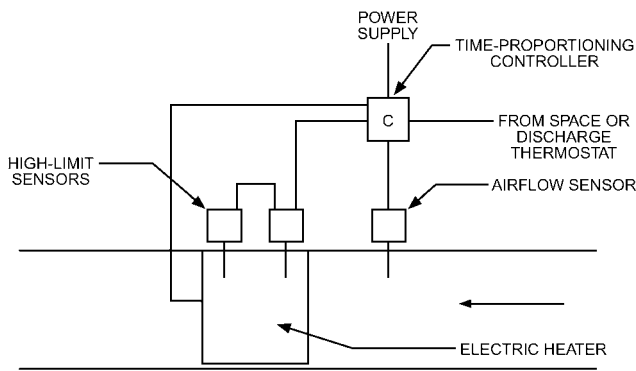 POWER
SUPPLY
TIME-PROPORTIONING
CONTROLLER
C
FROM SPACE OR
DISCHARGE
THERMOSTAT
HIGH-LIMIT
SENSORS
AIRFLOW SENSOR
ELECTRIC HEATER